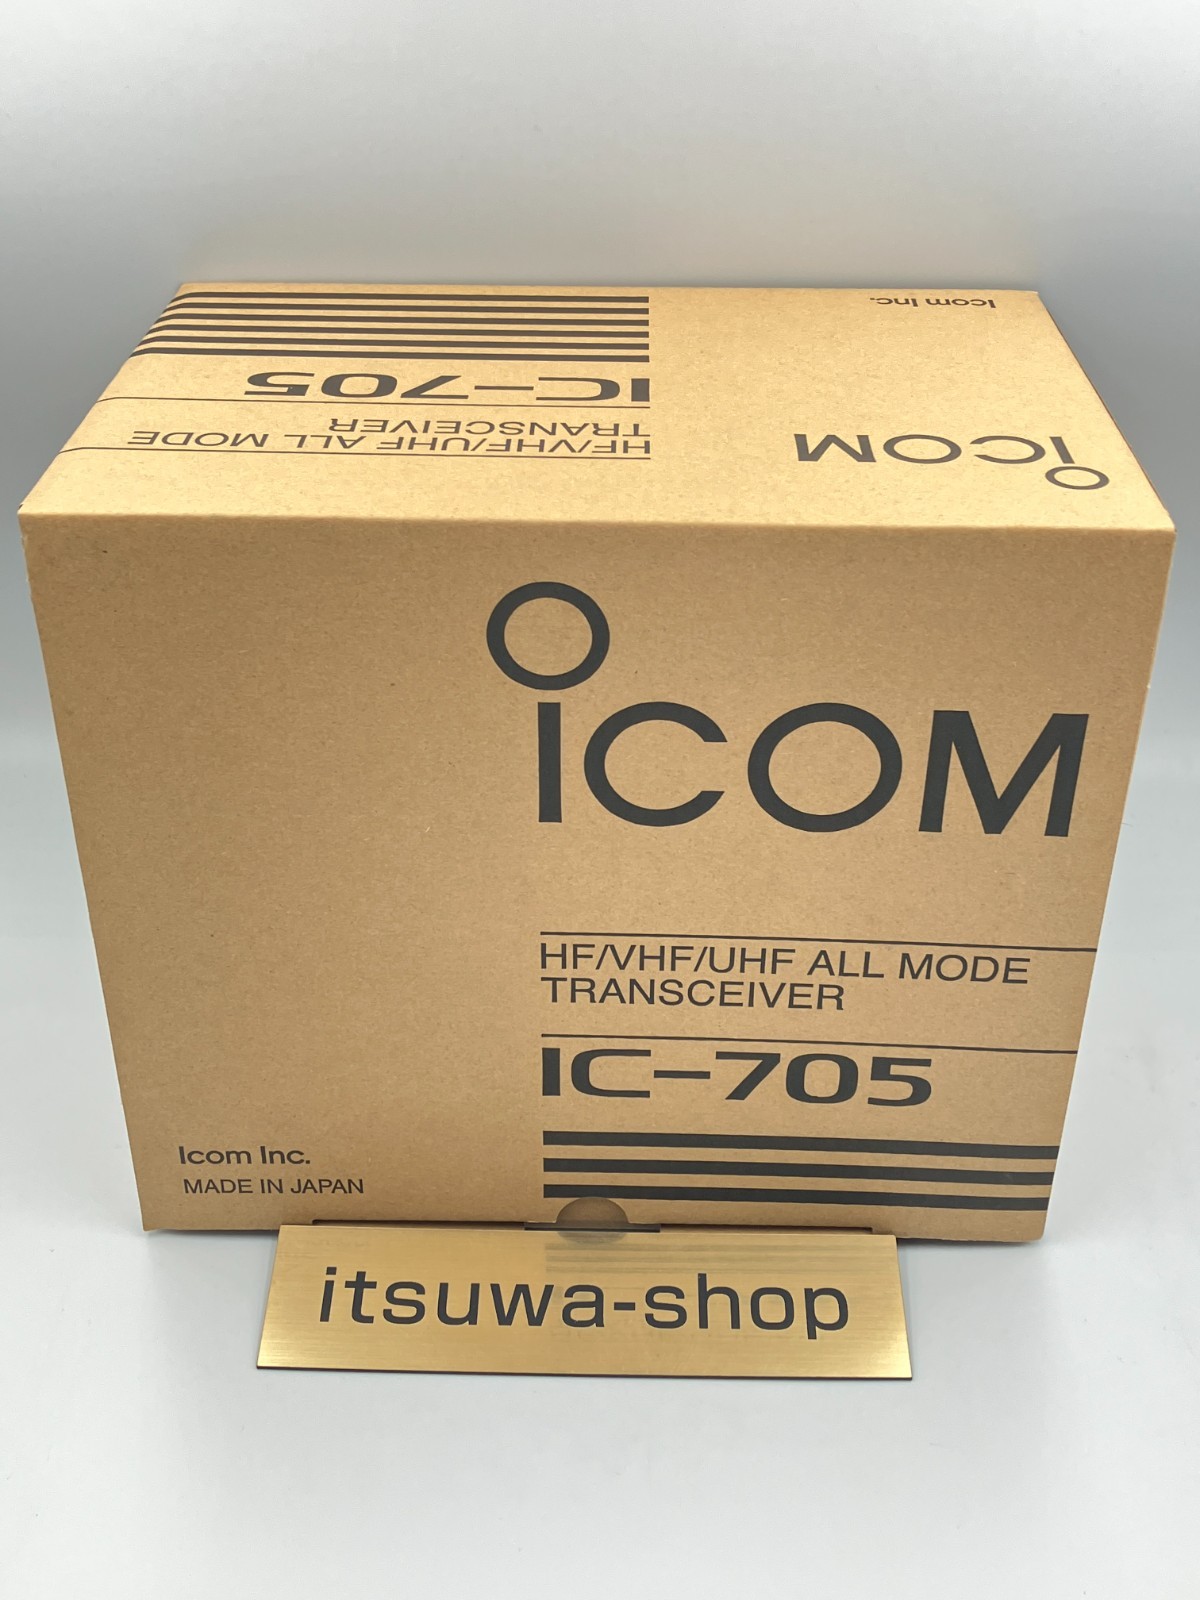 Icom Inc.
IC-705
HF/VHF/UHF ALL MODE
TRANSCEIVER
ICOM
ICOM
HF/VHF/UHF ALL MODE
TRANSCEIVER
IC-705
Icom Inc.
MADE IN JAPAN
itsuwa-shop